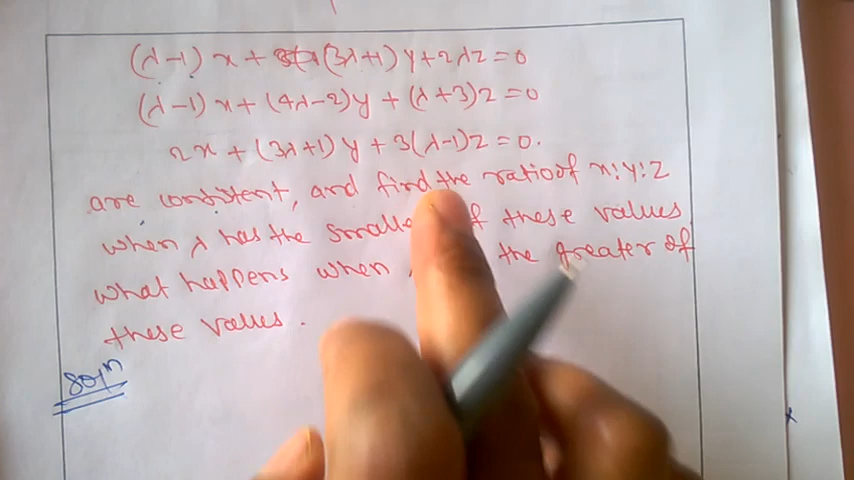 (λ-1) x + (3λ+1) y + 2λz = 0
(λ-1) x + (4λ-2) y + (λ+3) z = 0
2x + (3λ+1) y + 3(λ-1) z = 0.
are consistent, and find the ratio of x:y:z
when λ has the smalle f these values
what happens when the greater of
these values.
Solⁿ